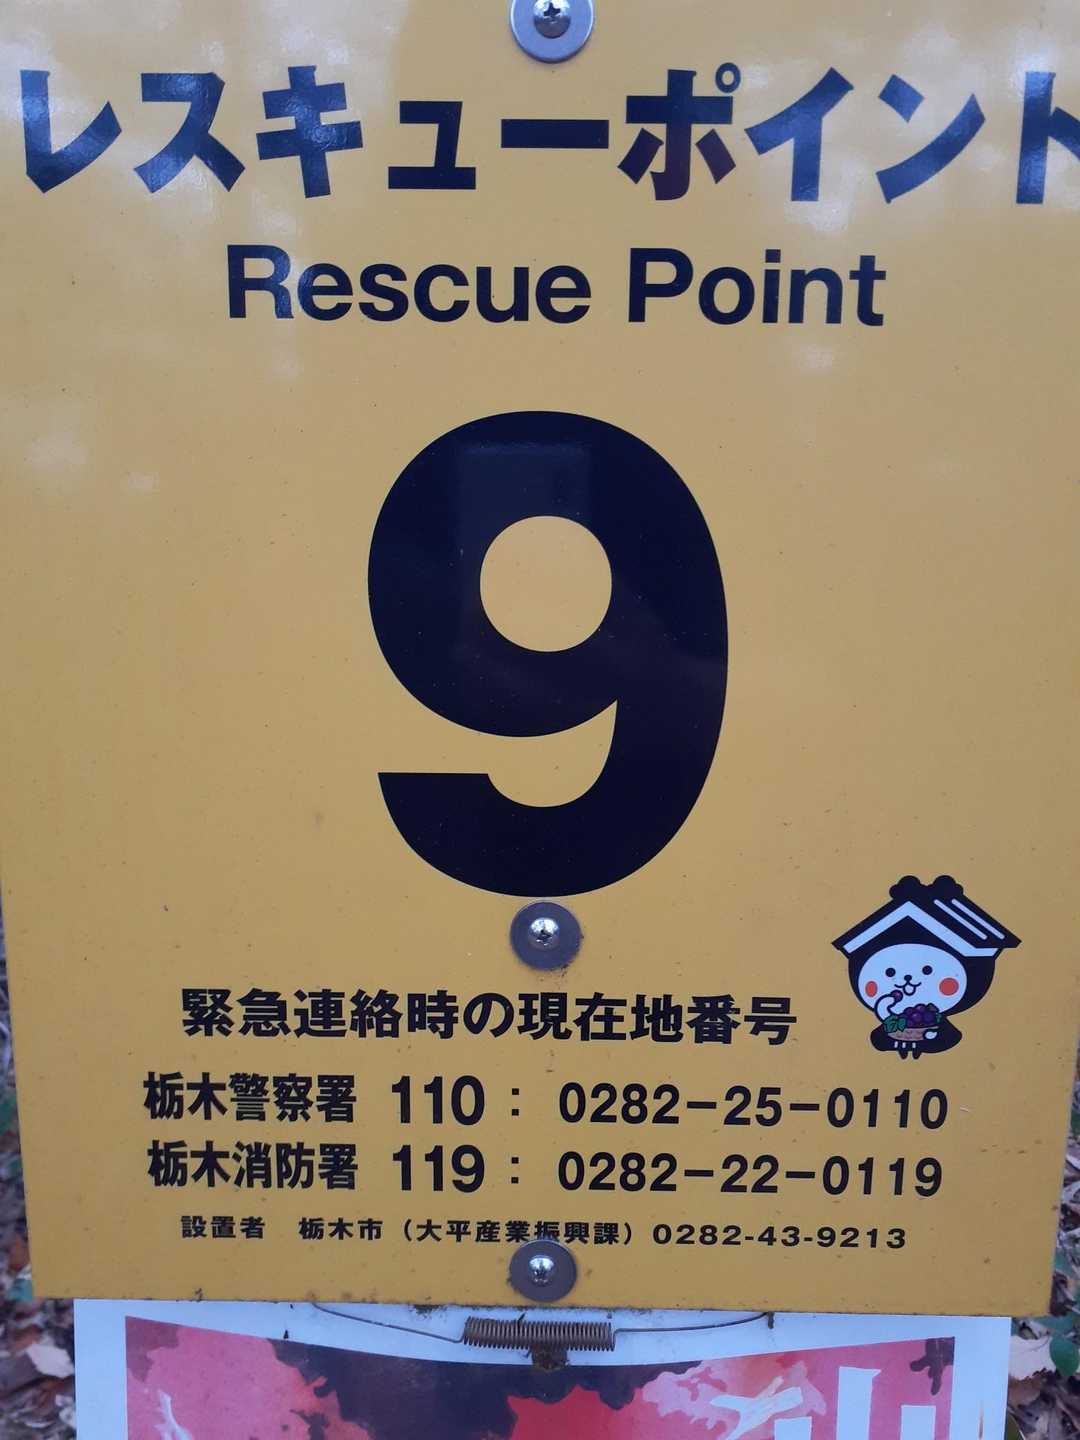 レスキューポイント
Rescue Point
9
緊急連絡時の現在地番号
栃木警察署 110： 0282-25-0110
栃木消防署 119： 0282-22-0119
設置者 栃木市（大平産業振興課）0282-43-9213